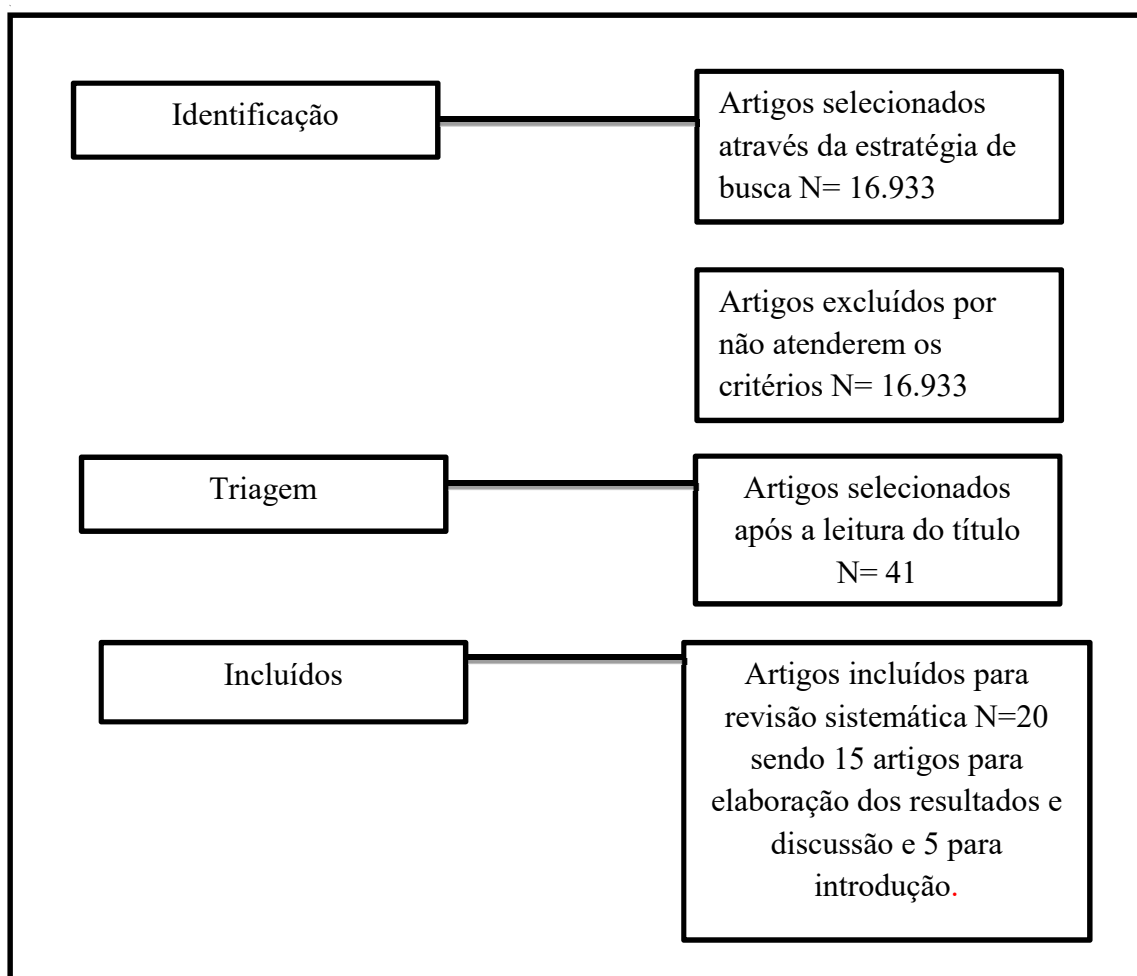 Identificação
Artigos selecionados
através da estratégia de
busca N= 16.933
Artigos excluídos por
não atenderem os
critérios N= 16.933
Triagem
Artigos selecionados
após a leitura do título
N= 41
Incluídos
Artigos incluídos para
revisão sistemática N=20
sendo 15 artigos para
elaboração dos resultados e
discussão e 5 para
introdução.